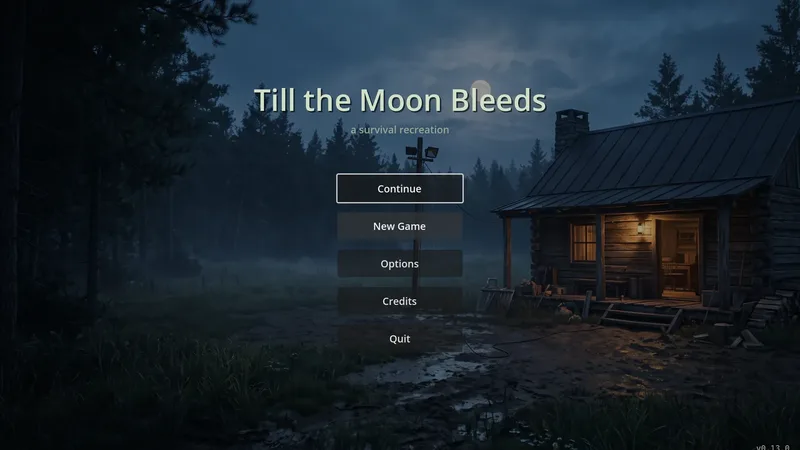 Till the Moon Bleeds
a survival recreation
Continue
New Game
Options
Credits
Quit
v0.13.0